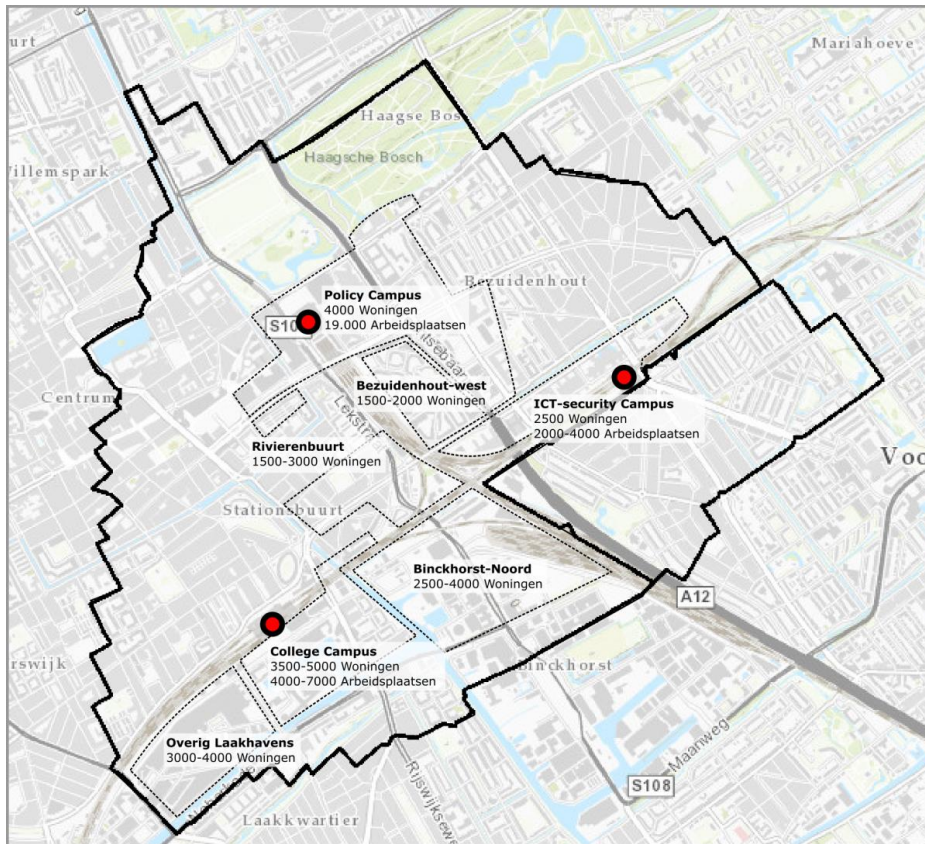 Mariahoeve
Haagse Bos
Haagsche Bosch
Willemspark
Bezuidenhout
Policy Campus
4000 Woningen
19.000 Arbeidsplaatsen
S10
Bezuidenhout-west
1500-2000 Woningen
Centrum
ICT-security Campus
2500 Woningen
2000-4000 Arbeidsplaatsen
Rivierenbuurt
1500-3000 Woningen
Voo
Stationsbuurt
Binckhorst-Noord
2500-4000 Woningen
A12
College Campus
3500-5000 Woningen
4000-7000 Arbeidsplaatsen
erswijk
Binckhorst
Overig Laakhavens
3000-4000 Woningen
Maanweg
S108
Rijswijksewe
Laakkwartier